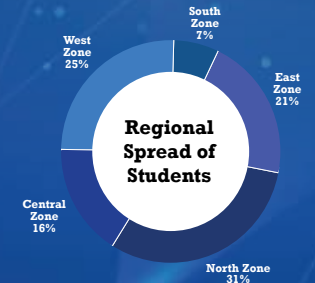 South
Zone
7%
West
Zone
25%
East
Zone
21%
Regional
Spread of
Students
Central
Zone
16%
North Zone
31%